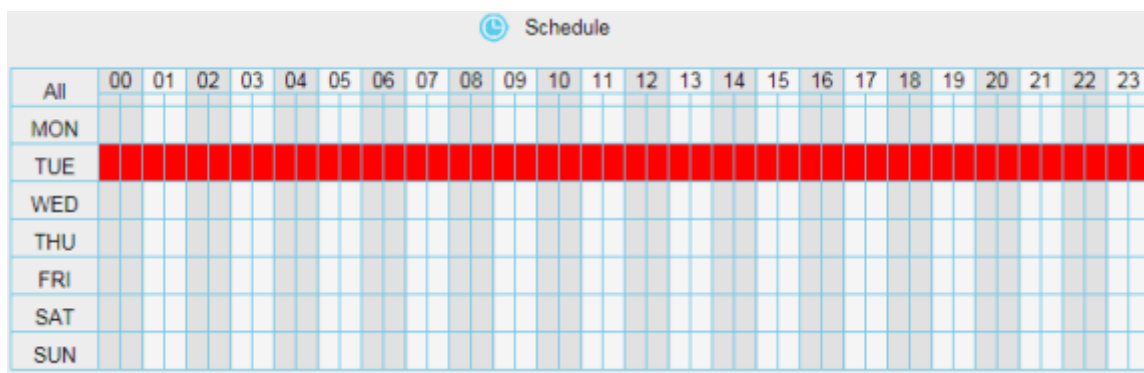 Schedule
All 00 01 02 03 04 05 06 07 08 09 10 11 12 13 14 15 16 17 18 19 20 21 22 23
MON
TUE
WED
THU
FRI
SAT
SUN